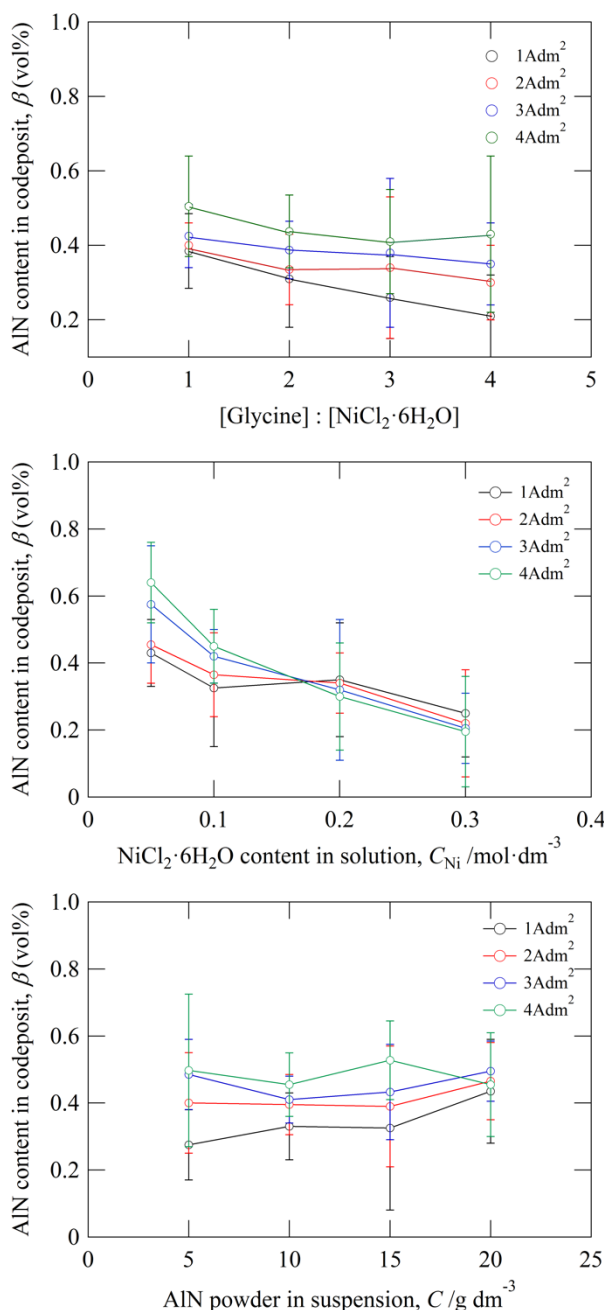 1.0
0.8
0.6
0.4
0.2
AlN content in codeposit, β (vol%)
1Adm²
2Adm²
3Adm²
4Adm²
0 1 2 3 4 5
[Glycine] : [NiCl₂·6H₂O]
1.0
0.8
0.6
0.4
0.2
0
AlN content in codeposit, β (vol%)
1Adm²
2Adm²
3Adm²
4Adm²
0 0.1 0.2 0.3 0.4
NiCl₂·6H₂O content in solution, C_Ni /mol·dm⁻³
1.0
0.8
0.6
0.4
0.2
0
AlN content in codeposit, β (vol%)
1Adm²
2Adm²
3Adm²
4Adm²
0 5 10 15 20 25
AlN powder in suspension, C /g dm⁻³